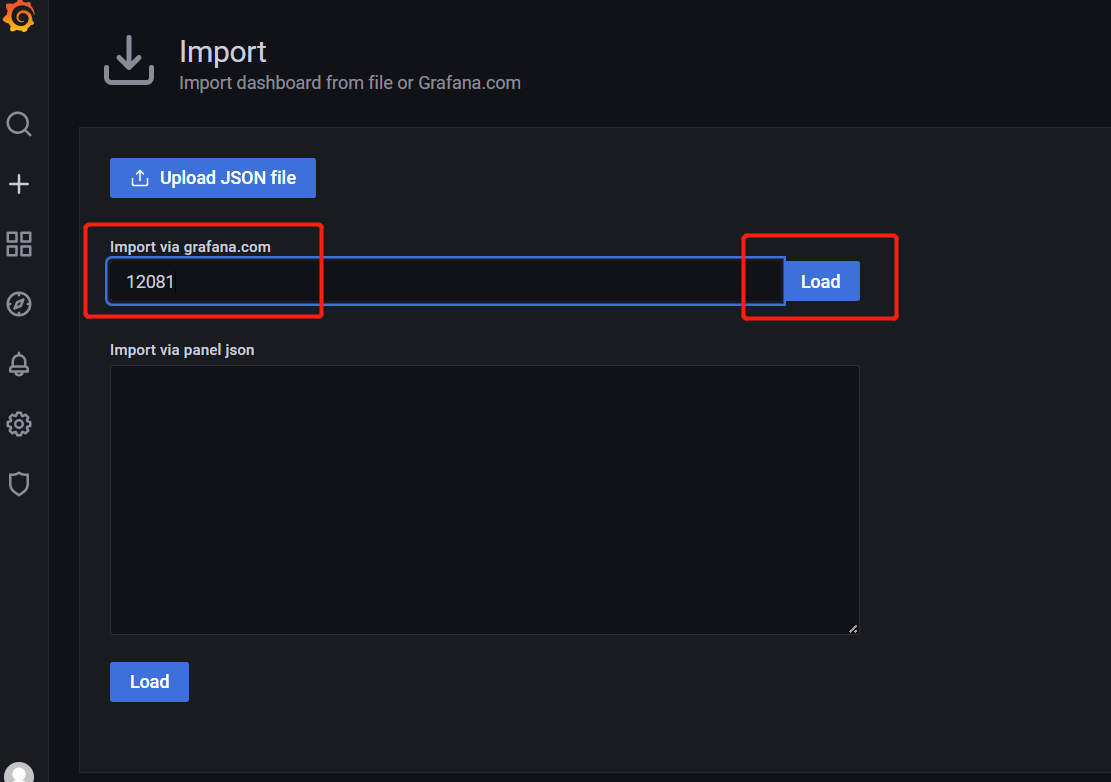 Import
Import dashboard from file or Grafana.com
Upload JSON file
Import via grafana.com
12081
Load
Import via panel json
Load